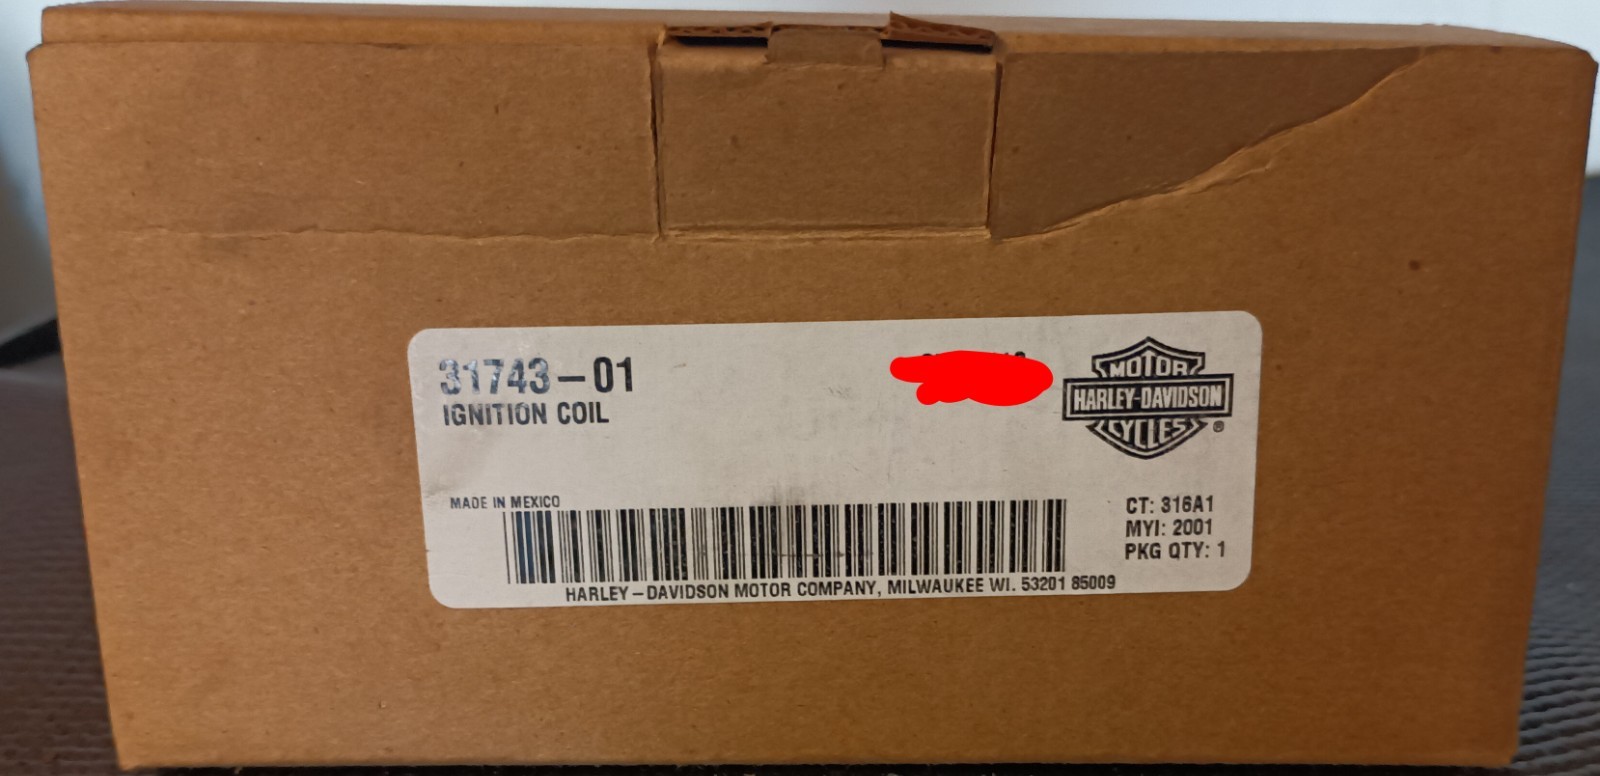 31743-01
IGNITION COIL
MOTOR
HARLEY-DAVIDSON
CYCLES
®
MADE IN MEXICO
CT: 316A1
MYI: 2001
PKG QTY: 1
HARLEY-DAVIDSON MOTOR COMPANY, MILWAUKEE WI. 53201 85009